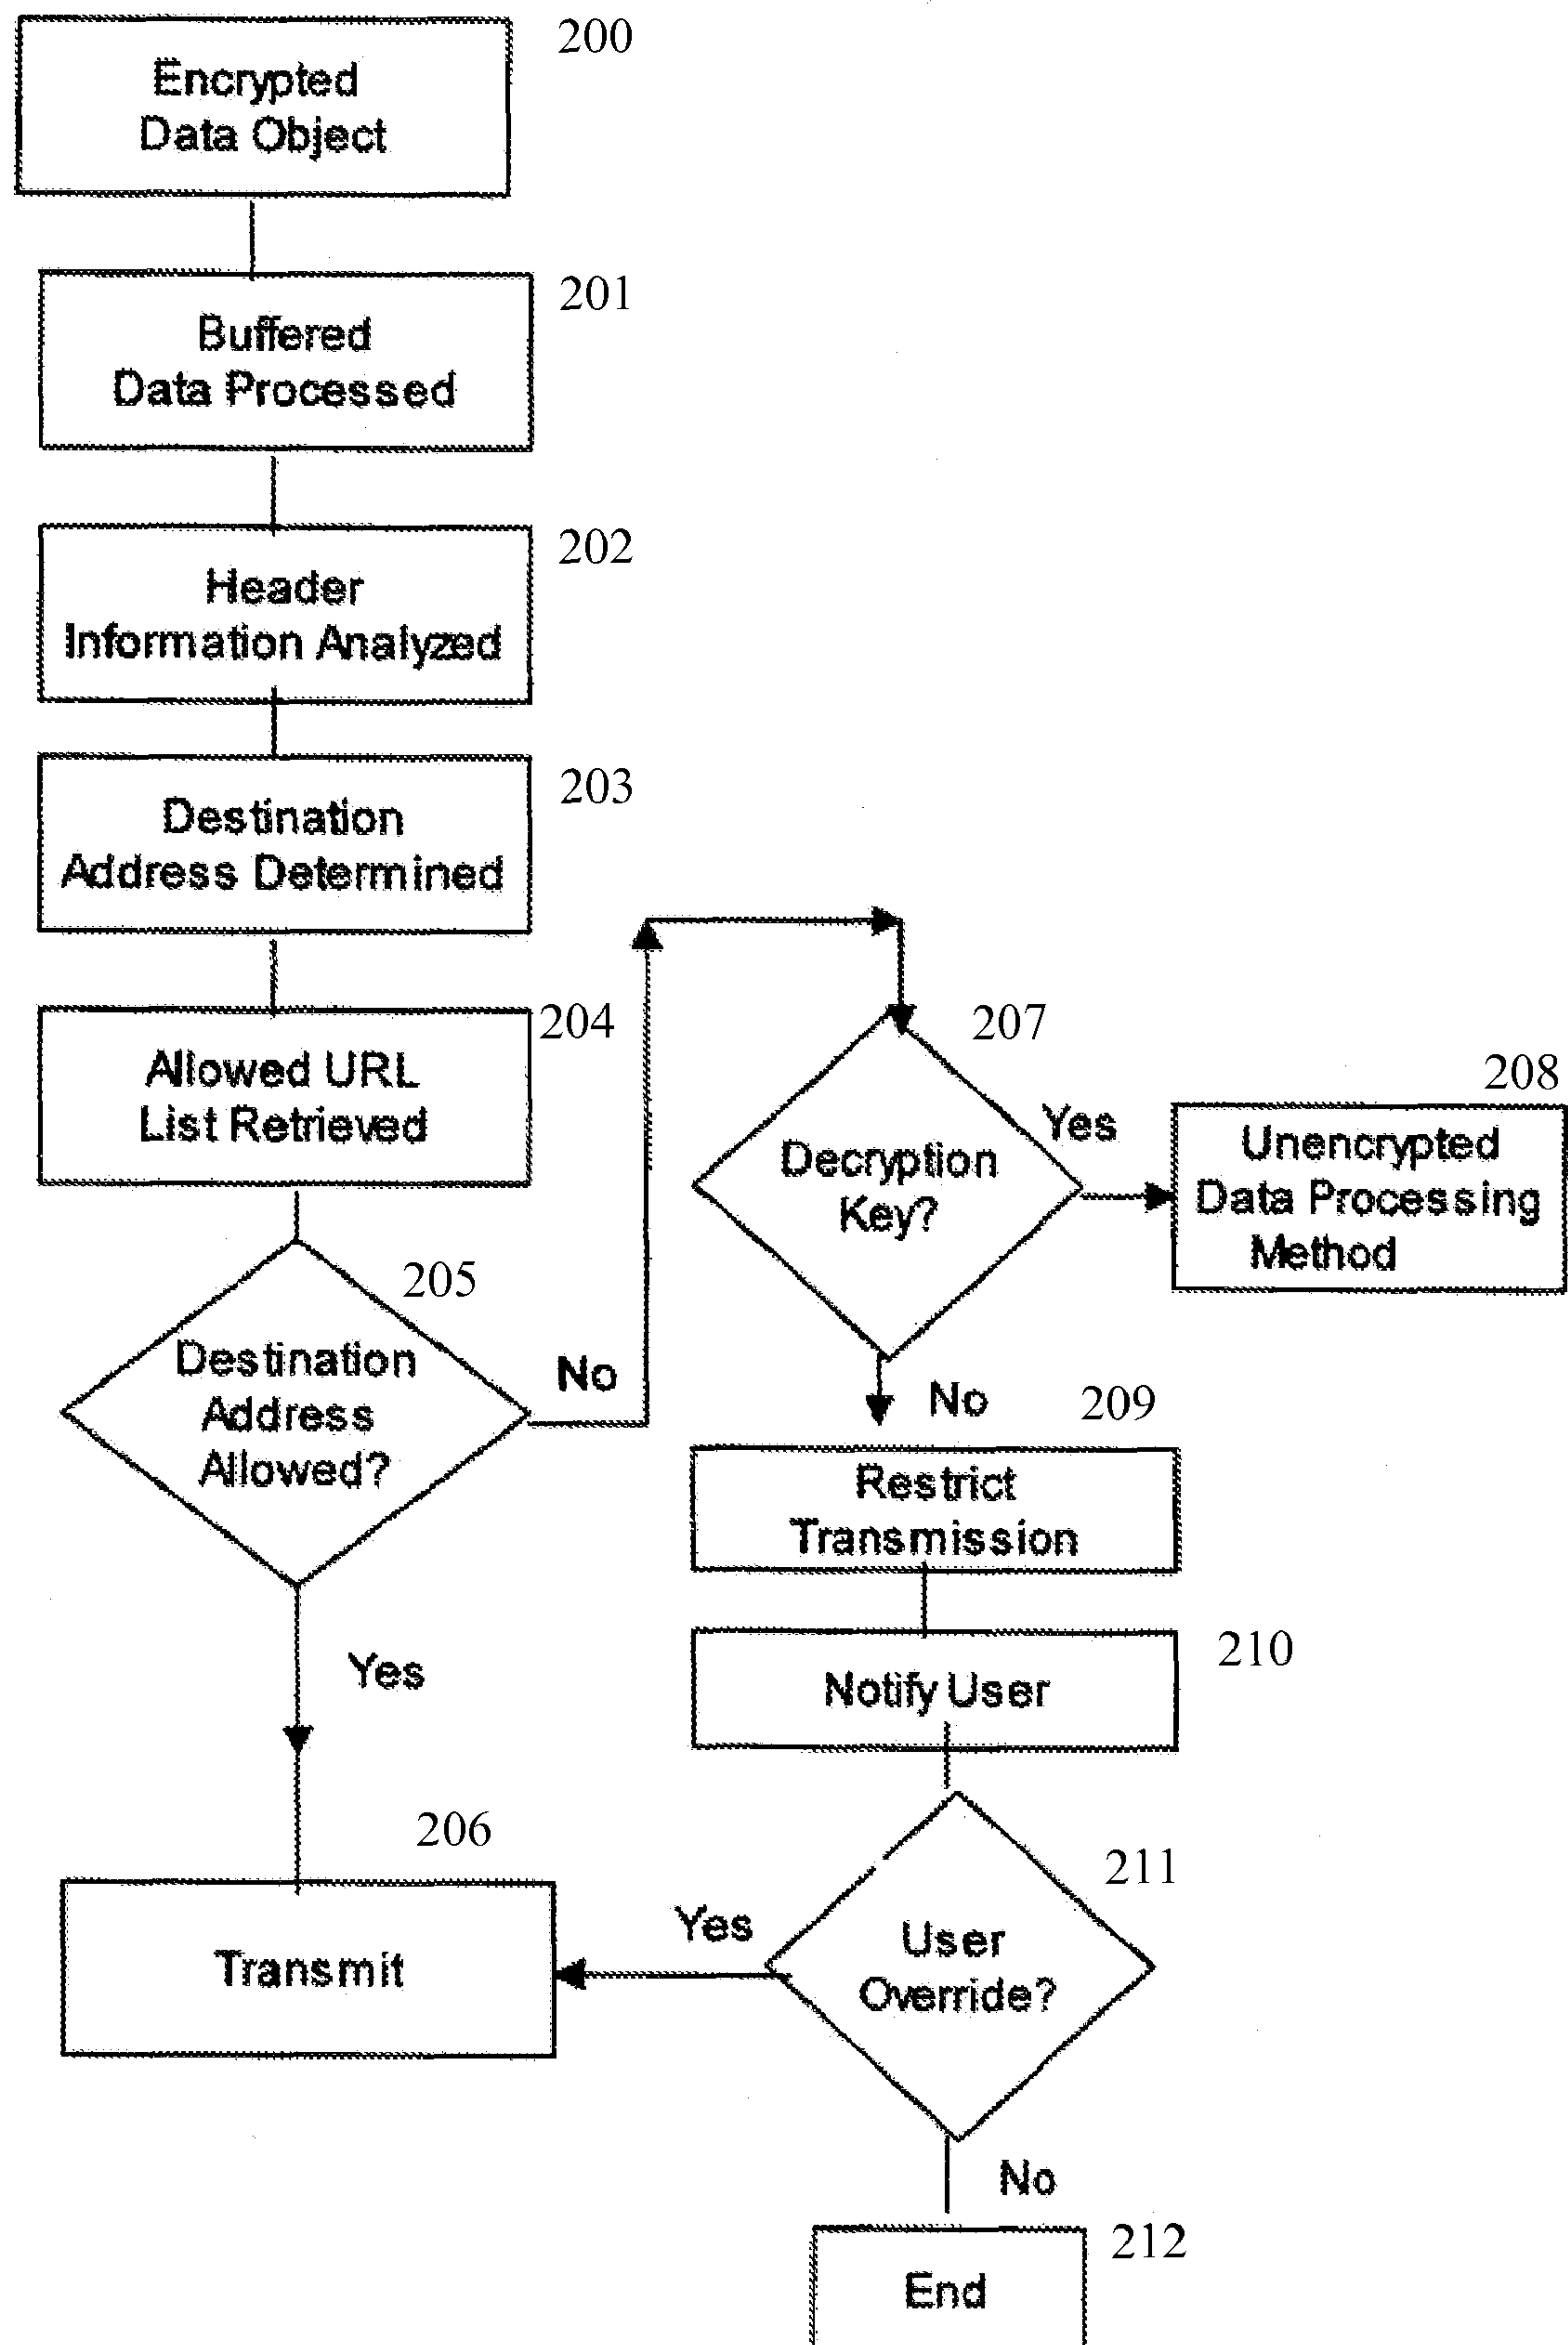 200
Encrypted
Data Object
201
Buffered
Data Processed
202
Header
Information Analyzed
203
Destination
Address Determined
204
Allowed URL
List Retrieved
205
Destination
Address
Allowed?
No
Yes
206
Transmit
207
Decryption
Key?
Yes
208
Unencrypted
Data Processing
Method
No
209
Restrict
Transmission
210
Notify User
211
User
Override?
Yes
No
212
End